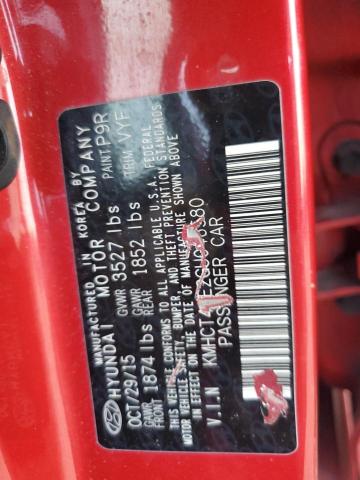 MANUFACTURED IN KOREA BY
HYUNDAI MOTOR COMPANY
OCT/29/15 GVWR 3527 lbs PAINT P9R
GAWR FRONT 1874 lbs GAWR REAR 1852 lbs TRIM VYF
THIS VEHICLE CONFORMS TO ALL APPLICABLE U.S.A. FEDERAL
MOTOR VEHICLE SAFETY, BUMPER, AND THEFT PREVENTION STANDARDS
IN EFFECT ON THE DATE OF MANUFACTURE SHOWN ABOVE
V.I.N
PASSENGER CAR